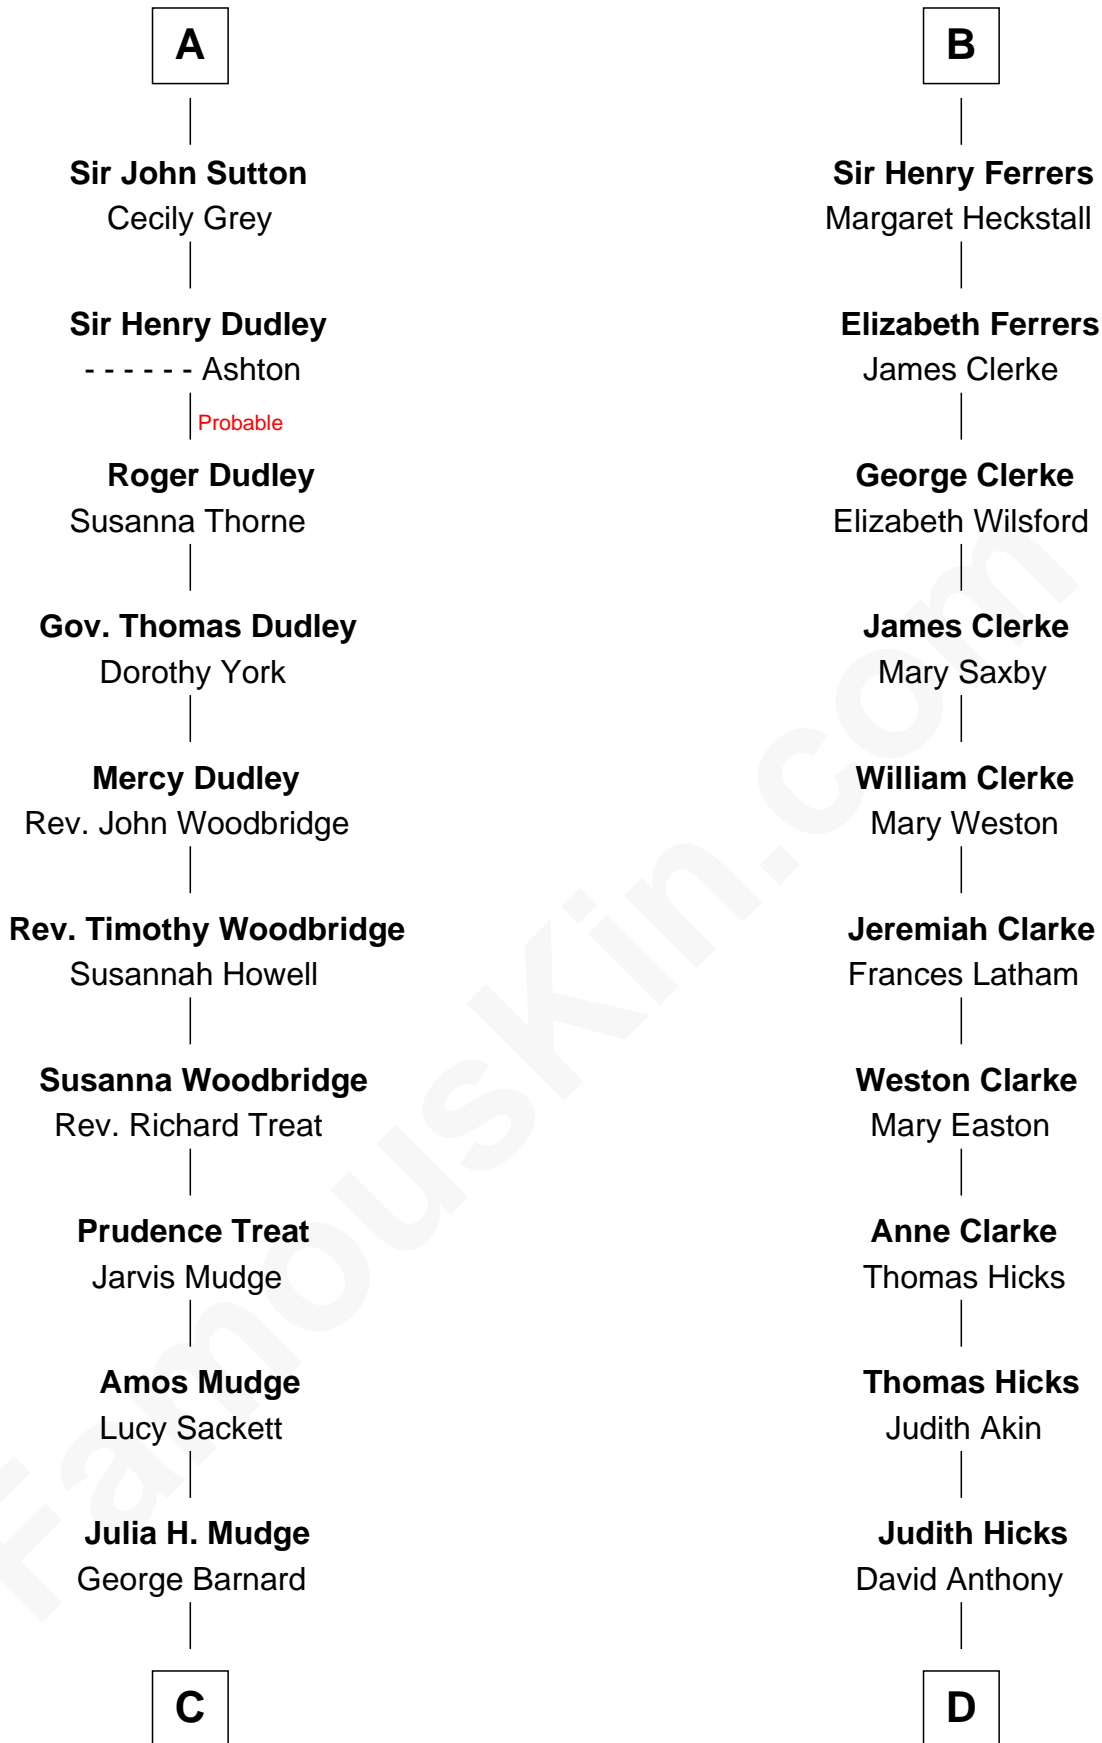 A
Sir John Sutton
Cecily Grey
Sir Henry Dudley
- - - - - - Ashton
Probable
Roger Dudley
Susanna Thorne
Gov. Thomas Dudley
Dorothy York
Mercy Dudley
Rev. John Woodbridge
Rev. Timothy Woodbridge
Susannah Howell
Susanna Woodbridge
Rev. Richard Treat
Prudence Treat
Jarvis Mudge
Amos Mudge
Lucy Sackett
Julia H. Mudge
George Barnard
C
B
Sir Henry Ferrers
Margaret Heckstall
Elizabeth Ferrers
James Clerke
George Clerke
Elizabeth Wilsford
James Clerke
Mary Saxby
William Clerke
Mary Weston
Jeremiah Clarke
Frances Latham
Weston Clarke
Mary Easton
Anne Clarke
Thomas Hicks
Thomas Hicks
Judith Akin
Judith Hicks
David Anthony
D
FamousKin.com